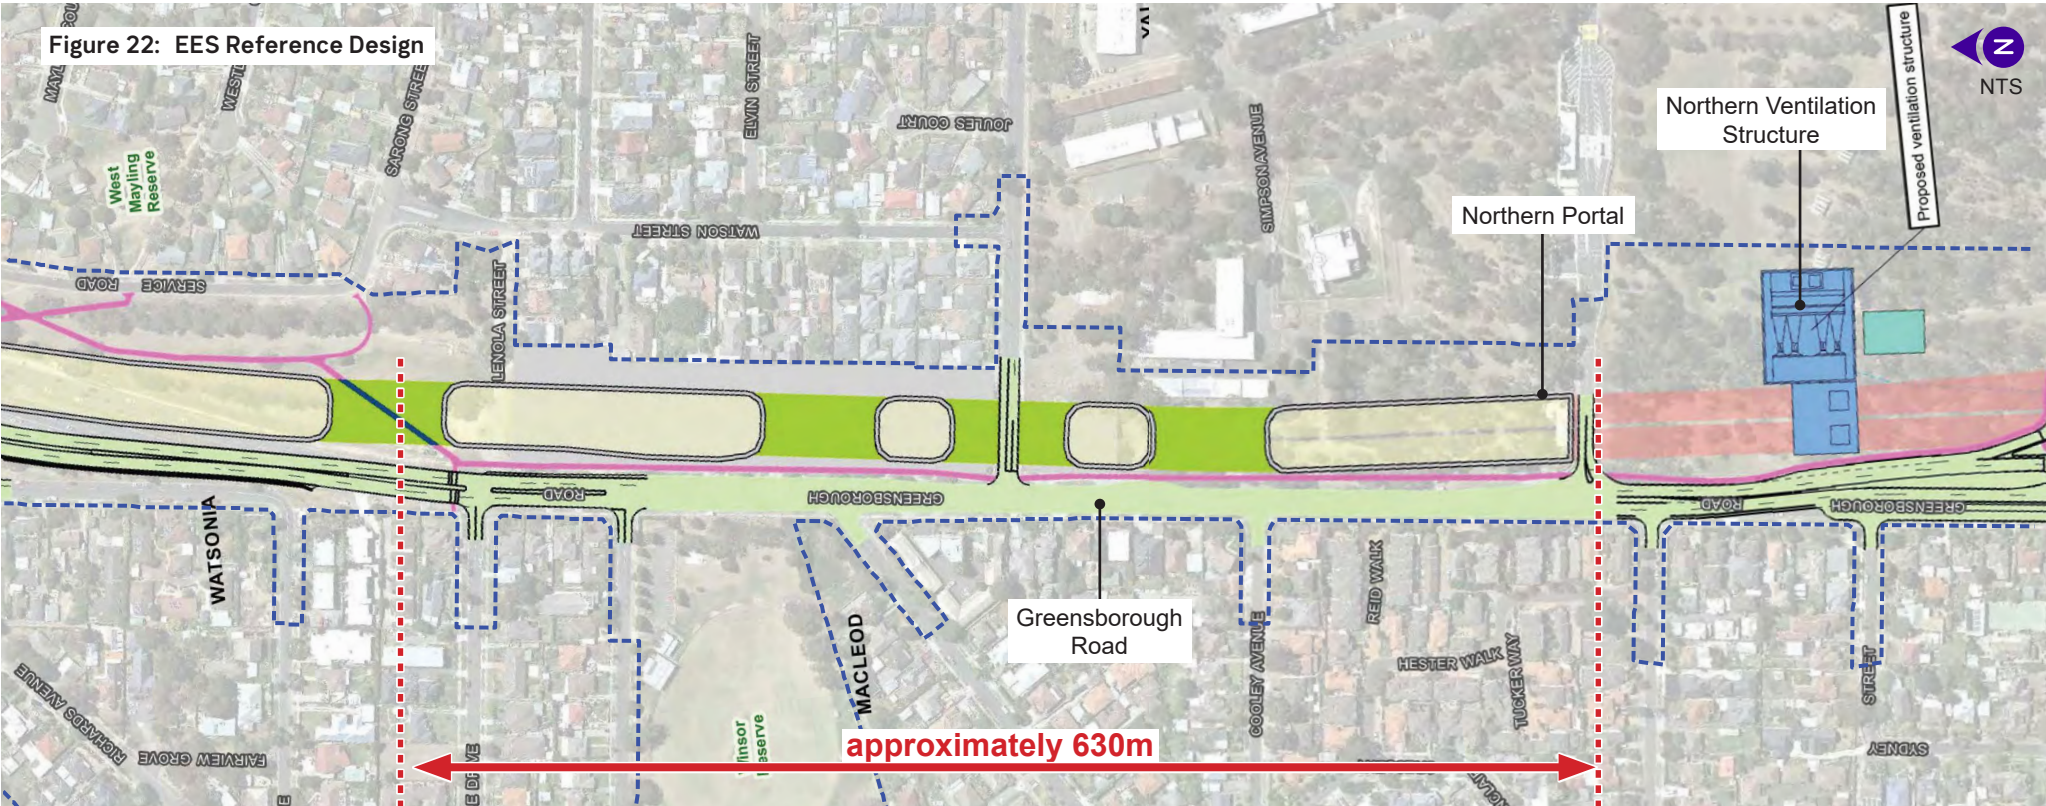 Figure 22: EES Reference Design
ELVIN STREET
JOULES COURT
SARONG STREET
SIMPSON AVENUE
West
Mayling
Reserve
WATSON STREET
SERVICE ROAD
LENOLA STREET
Northern Portal
Northern Ventilation
Structure
Proposed ventilation structure
N
NTS
WATSONIA
ROAD
GREENSBOROUGH
ROAD
GREENSBOROUGH
Greensborough
Road
MACLEOD
COOLEY AVENUE
REID WALK
HESTER WALK
TUCKER WAY
STREET
SYDNEY
RICHARDS AVENUE
FAIRVIEW GROVE
approximately 630m